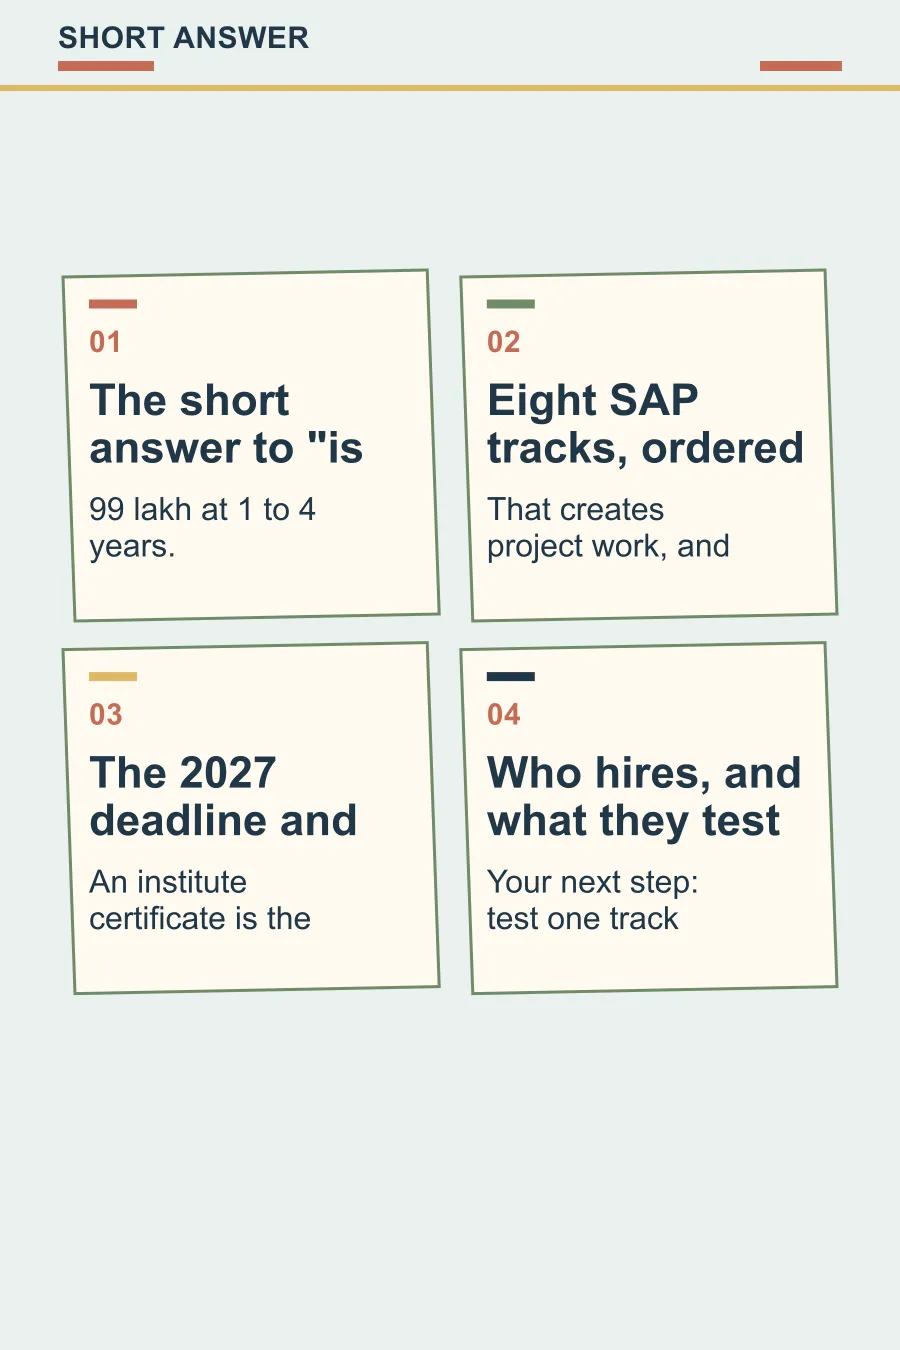 SHORT ANSWER
01
The short
answer to "is
99 lakh at 1 to 4
years.
02
Eight SAP
tracks, ordered
That creates
project work, and
03
The 2027
deadline and
An institute
certificate is the
04
Who hires, and
what they test
Your next step:
test one track